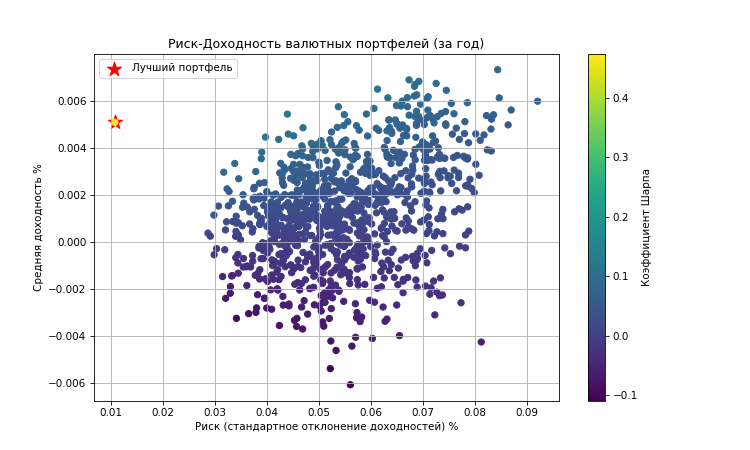 Риск-Доходность валютных портфелей (за год)
Лучший портфель
Средняя доходность %
0.006
0.004
0.002
0.000
−0.002
−0.004
−0.006
0.01 0.02 0.03 0.04 0.05 0.06 0.07 0.08 0.09
Риск (стандартное отклонение доходностей) %
0.4
0.3
0.2
0.1
0.0
−0.1
Коэффициент Шарпа